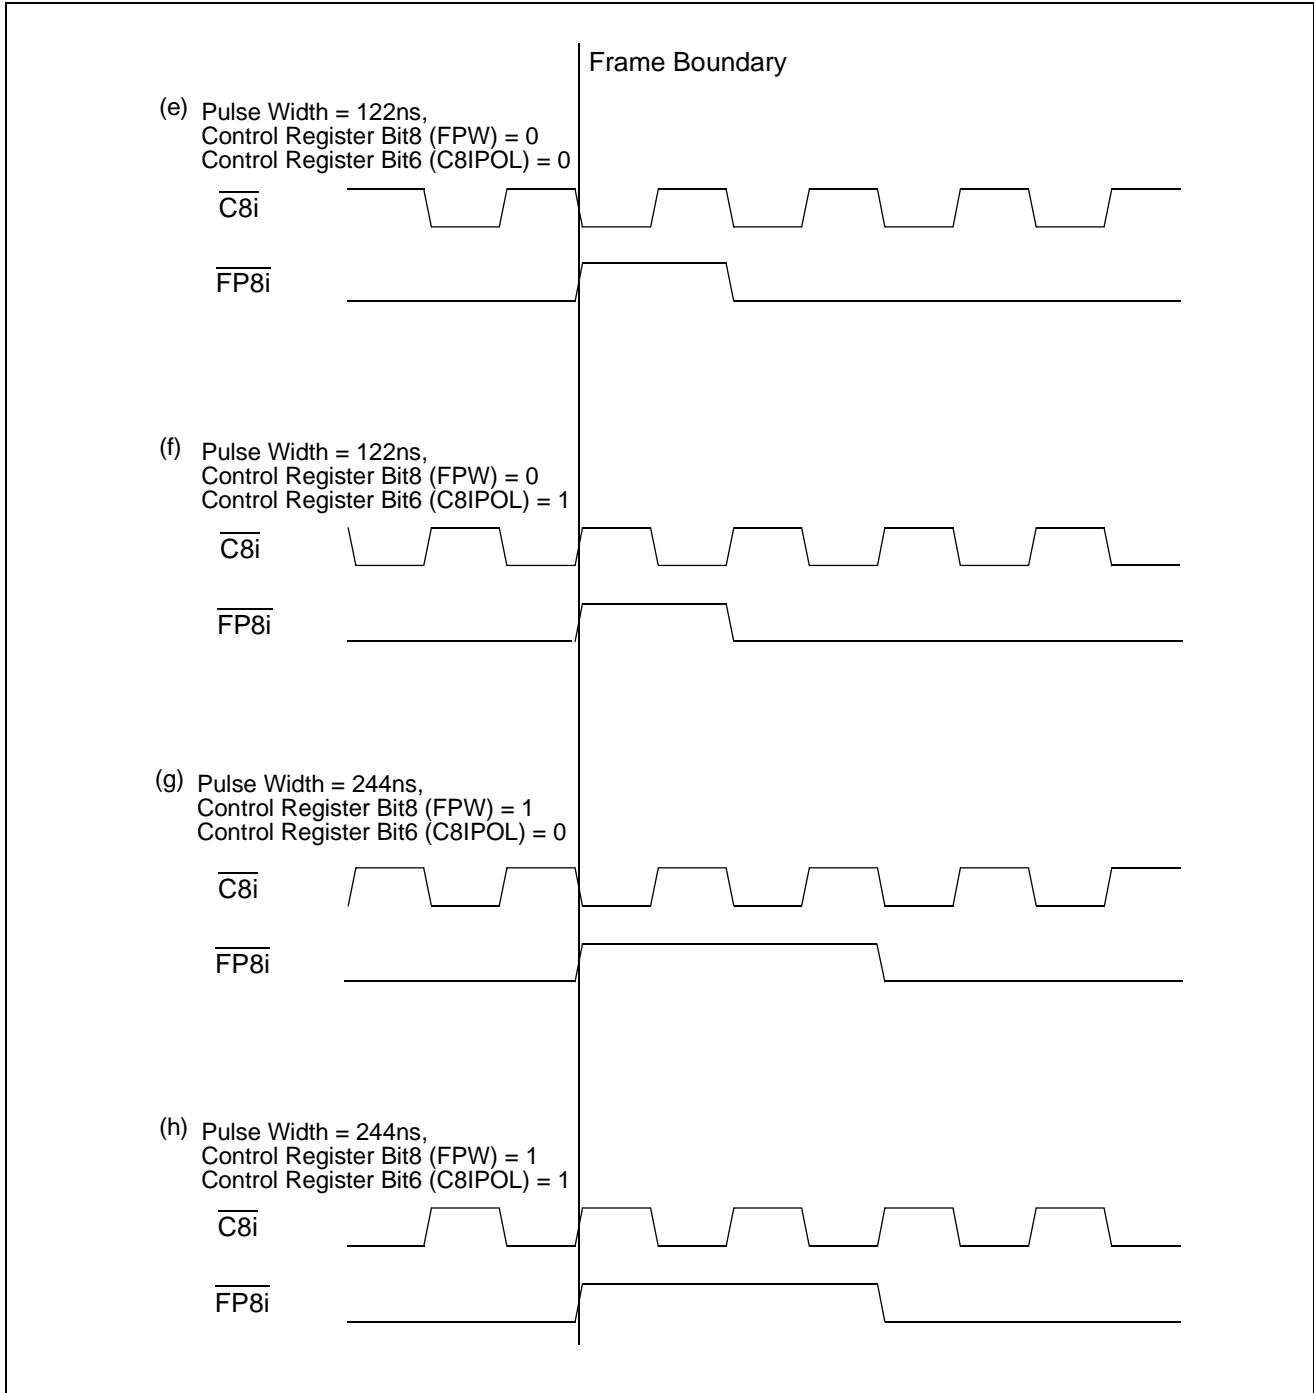 Frame Boundary
(e) Pulse Width = 122ns,
Control Register Bit8 (FPW) = 0
Control Register Bit6 (C8IPOL) = 0
C8i
FP8i
(f) Pulse Width = 122ns,
Control Register Bit8 (FPW) = 0
Control Register Bit6 (C8IPOL) = 1
C8i
FP8i
(g) Pulse Width = 244ns,
Control Register Bit8 (FPW) = 1
Control Register Bit6 (C8IPOL) = 0
C8i
FP8i
(h) Pulse Width = 244ns,
Control Register Bit8 (FPW) = 1
Control Register Bit6 (C8IPOL) = 1
C8i
FP8i